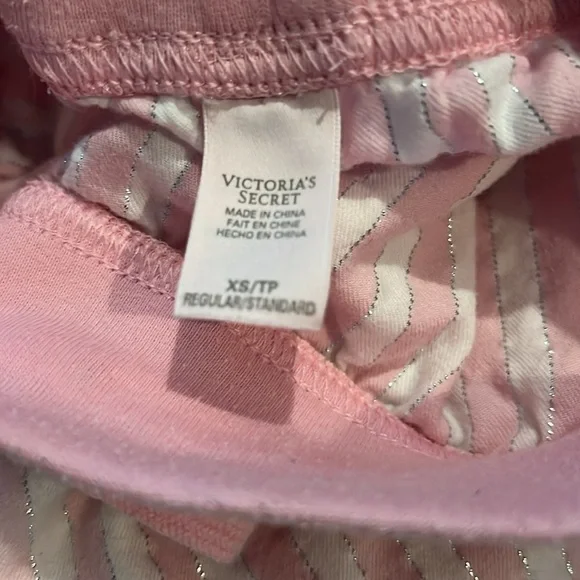 VICTORIA'S
SECRET
MADE IN CHINA
FAIT EN CHINE
HECHO EN CHINA
XS/TP
REGULAR/STANDARD